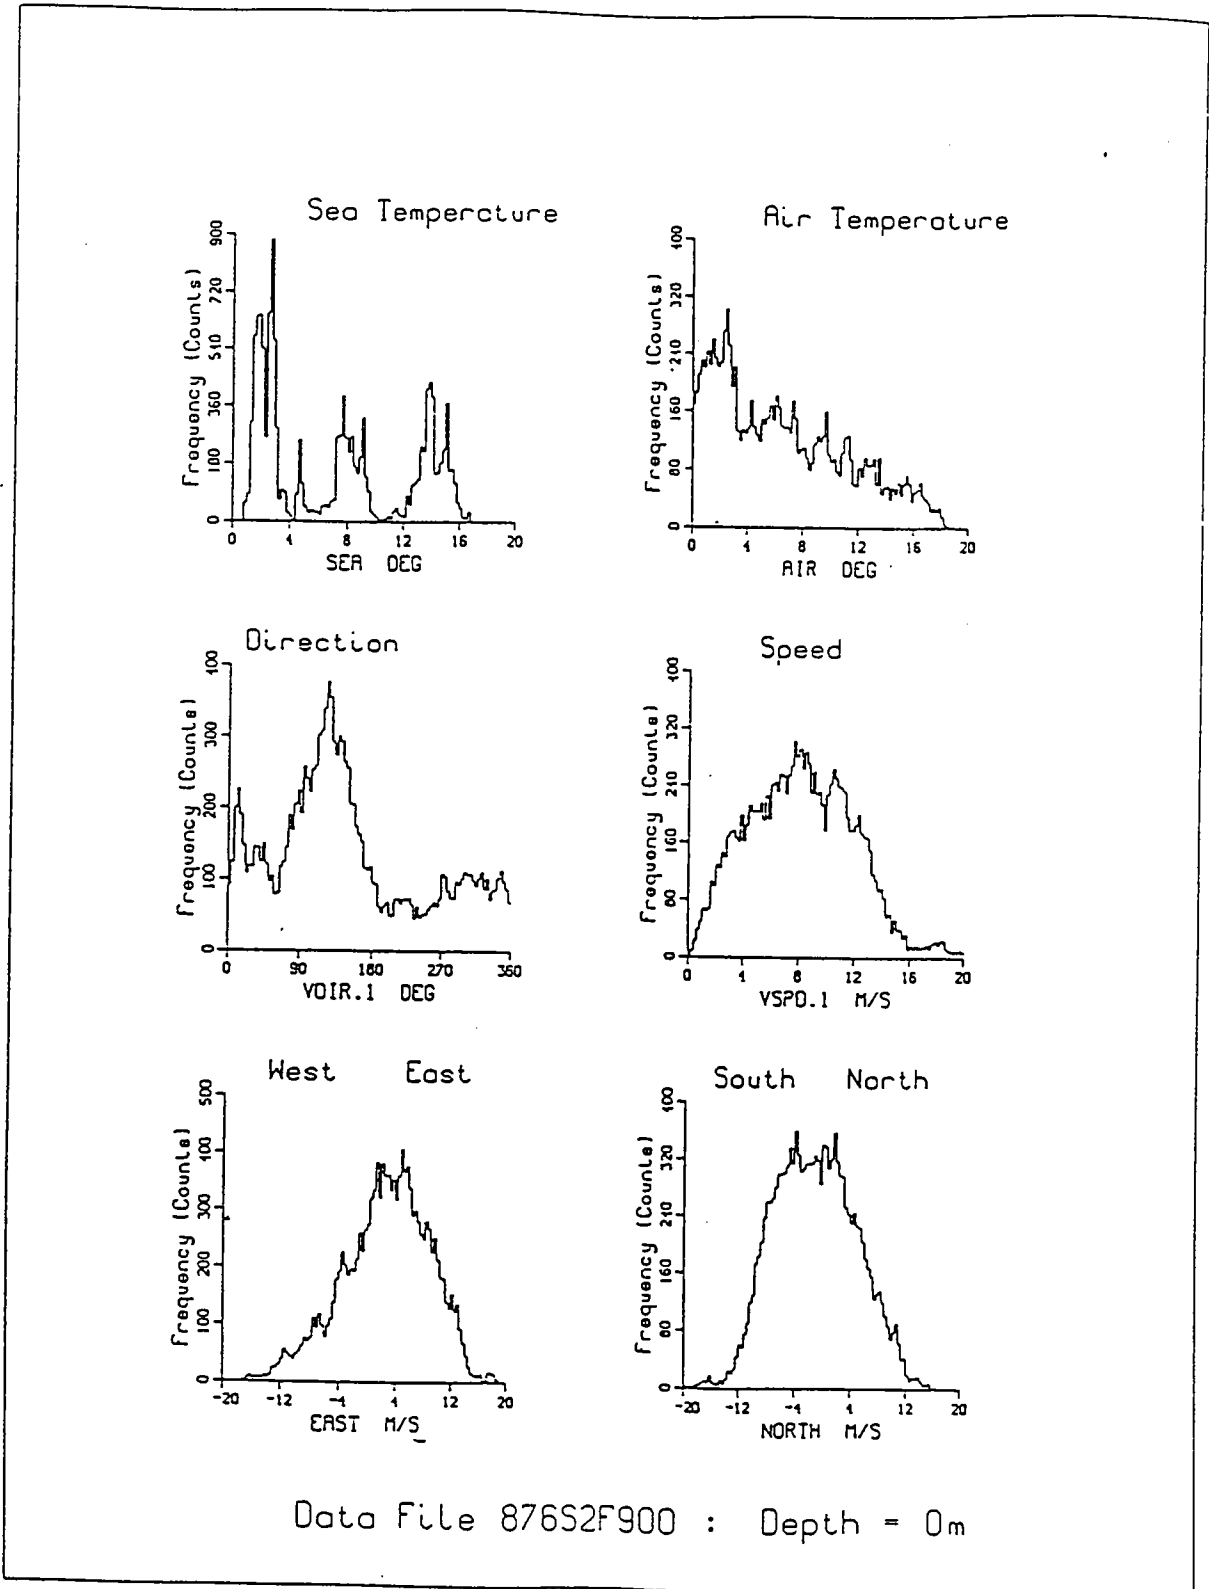 Sea Temperature
Frequency (Counts)
900
720
540
360
180
0
0 4 8 12 16 20
SEA DEG
Air Temperature
Frequency (Counts)
400
320
240
160
80
0
0 4 8 12 16 20
AIR DEG
Direction
Frequency (Counts)
400
300
200
100
0
0 90 180 270 360
VDIR.1 DEG
Speed
Frequency (Counts)
400
320
240
160
80
0
0 4 8 12 16 20
VSPD.1 M/S
West East
Frequency (Counts)
500
400
300
200
100
0
-20 -12 -4 4 12 20
EAST M/S
South North
Frequency (Counts)
400
320
240
160
80
0
-20 -12 -4 4 12 20
NORTH M/S
Data File 876S2F900 : Depth = 0m